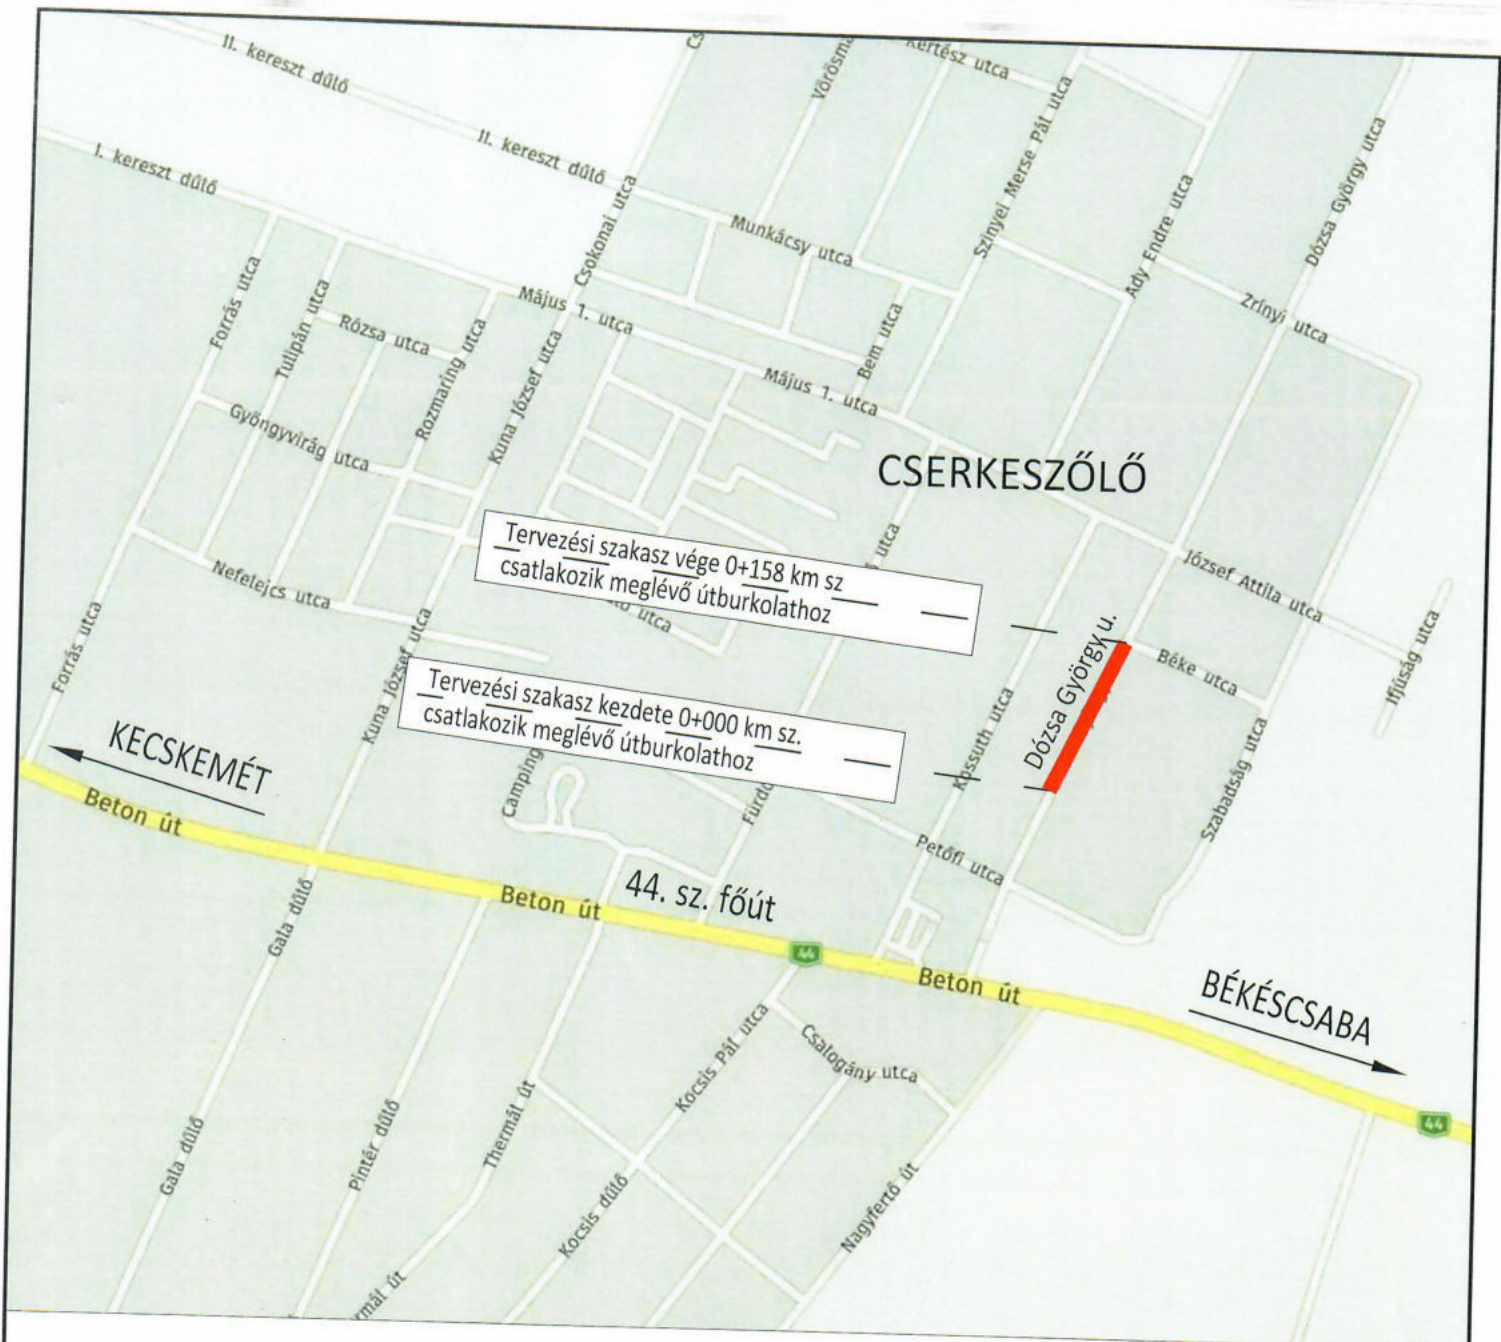 II. kereszt dűlő
Vörösma
Kertész utca
I. kereszt dűlő
II. kereszt dűlő
Csokonai utca
Munkácsy utca
Szinyei Merse Pál utca
Ady Endre utca
Dózsa György utca
Zrínyi utca
Forrás utca
Tulipán utca
Rózsa utca
Rozmaring utca
Május 1. utca
Kuna József utca
Bem utca
Május 1. utca
Gyöngyvirág utca
CSERKESZŐLŐ
Tervezési szakasz vége 0+158 km sz
csatlakozik meglévő útburkolathoz
utca
József Attila utca
Nefelejcs utca
utca
Forrás utca
Kuna József utca
Dózsa György u.
Béke utca
Ifjúság utca
Tervezési szakasz kezdete 0+000 km sz.
csatlakozik meglévő útburkolathoz
Kossuth utca
Szabadság utca
KECSKEMÉT
Camping
Fürdő
Beton út
Petőfi utca
44. sz. főút
Beton út
Gala dűlő
44
Beton út
BÉKÉSCSABA
Kocsis Pál utca
Csalogány utca
44
Gala dűlő
Pintér dűlő
Thermál út
Kocsis dűlő
Nagyfertő út
rmál út